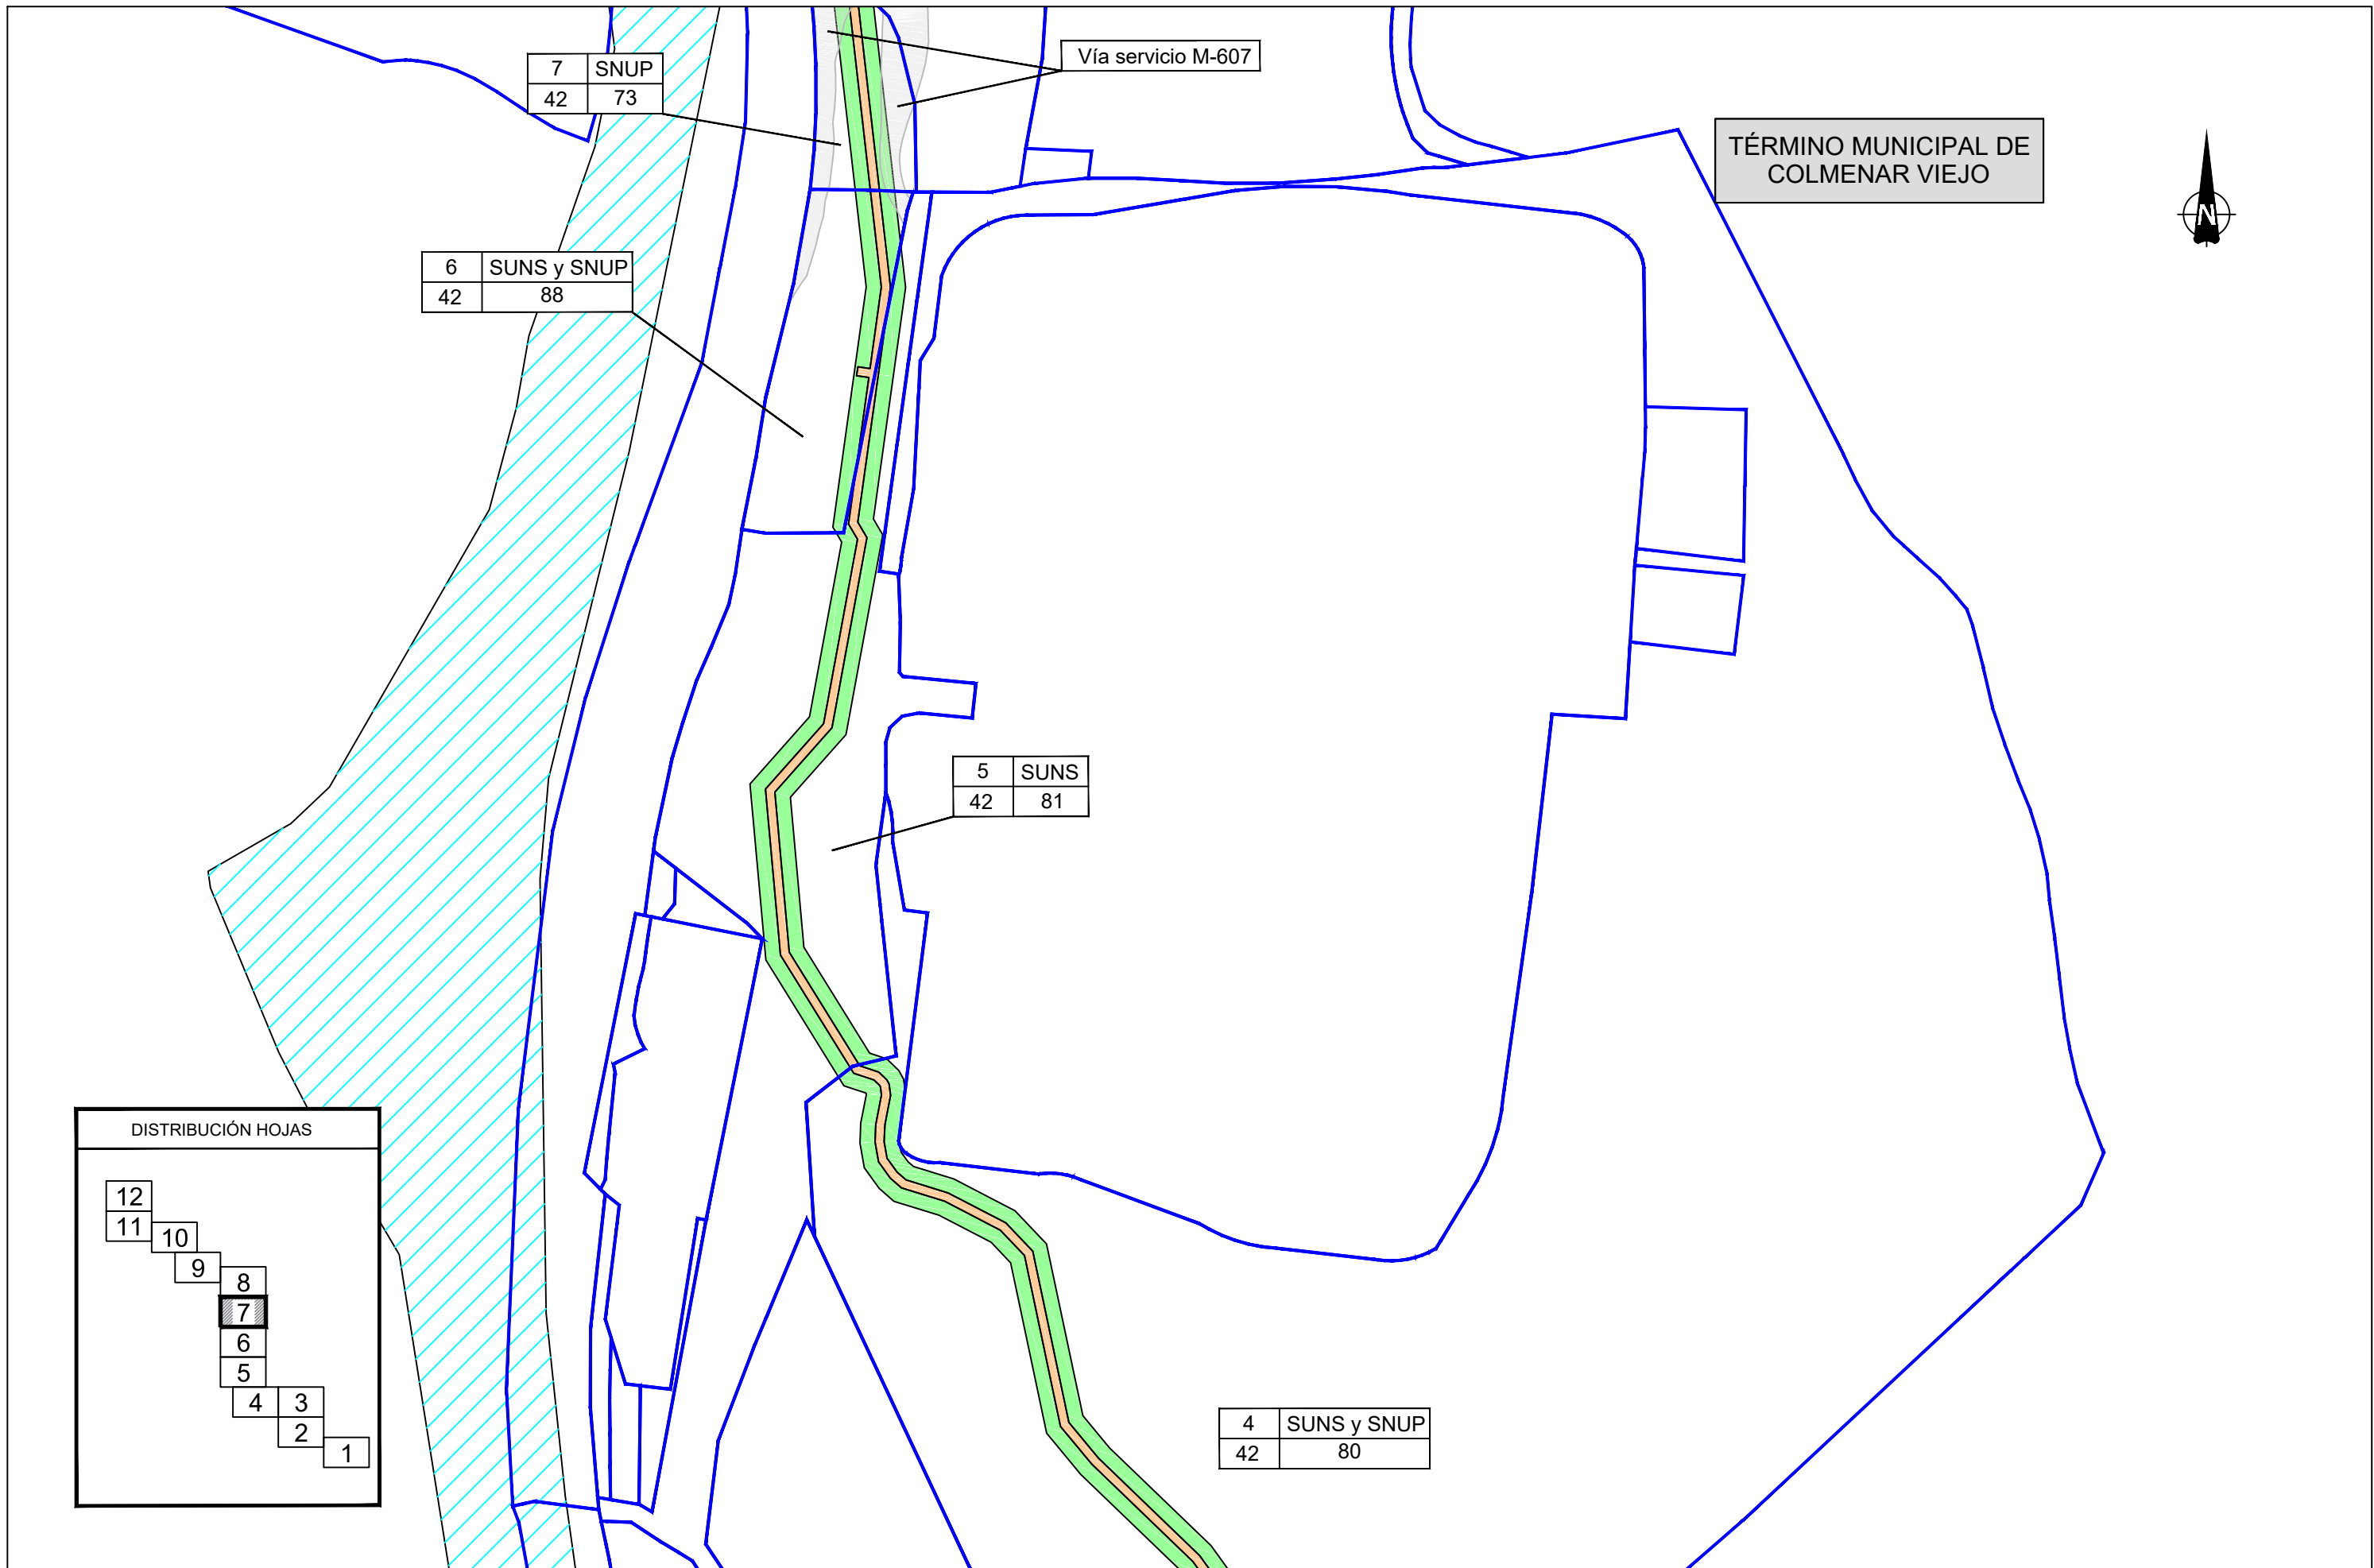 7 SNUP
42 73
Vía servicio M-607
TÉRMINO MUNICIPAL DE
COLMENAR VIEJO
N
6 SUNS y SNUP
42 88
5 SUNS
42 81
DISTRIBUCIÓN HOJAS
12
11
10
9
8
7
6
5
4 3
2
1
4 SUNS y SNUP
42 80